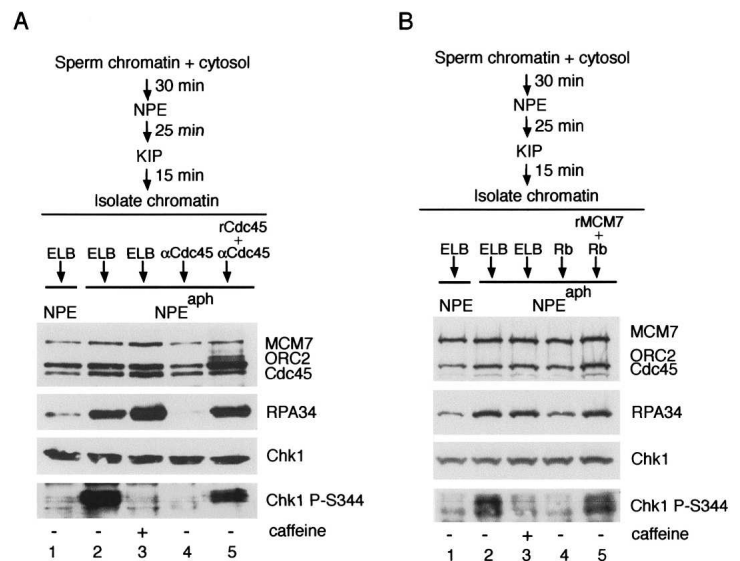 A
Sperm chromatin + cytosol
30 min
NPE
25 min
KIP
15 min
Isolate chromatin
rCdc45
+
ELB ELB ELB αCdc45 αCdc45
aph
NPE NPE
MCM7
ORC2
Cdc45
RPA34
Chk1
Chk1 P-S344
- - + - - caffeine
1 2 3 4 5
B
Sperm chromatin + cytosol
30 min
NPE
25 min
KIP
15 min
Isolate chromatin
rMCM7
+
ELB ELB ELB Rb Rb
aph
NPE NPE
MCM7
ORC2
Cdc45
RPA34
Chk1
Chk1 P-S344
- - + - - caffeine
1 2 3 4 5